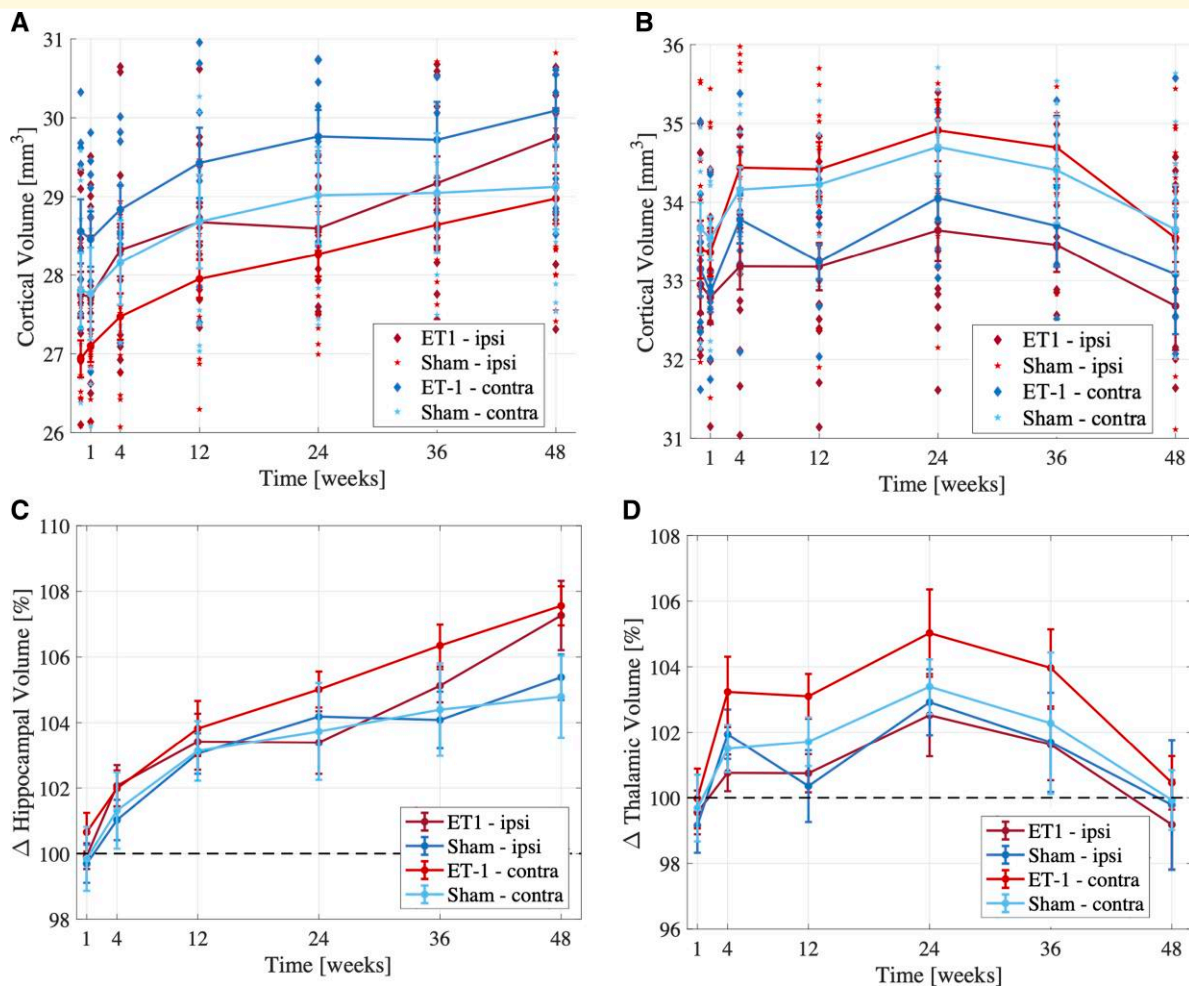 A
Cortical Volume [mm3]
31
30
29
28
27
26
1 4 12 24 36 48
Time [weeks]
ET1 - ipsi
Sham - ipsi
ET-1 - contra
Sham - contra
B
Cortical Volume [mm3]
36
35
34
33
32
31
1 4 12 24 36 48
Time [weeks]
ET1 - ipsi
Sham - ipsi
ET-1 - contra
Sham - contra
C
Δ Hippocampal Volume [%]
110
108
106
104
102
100
98
1 4 12 24 36 48
Time [weeks]
ET1 - ipsi
Sham - ipsi
ET-1 - contra
Sham - contra
D
Δ Thalamic Volume [%]
108
106
104
102
100
98
96
1 4 12 24 36 48
Time [weeks]
ET1 - ipsi
Sham - ipsi
ET-1 - contra
Sham - contra